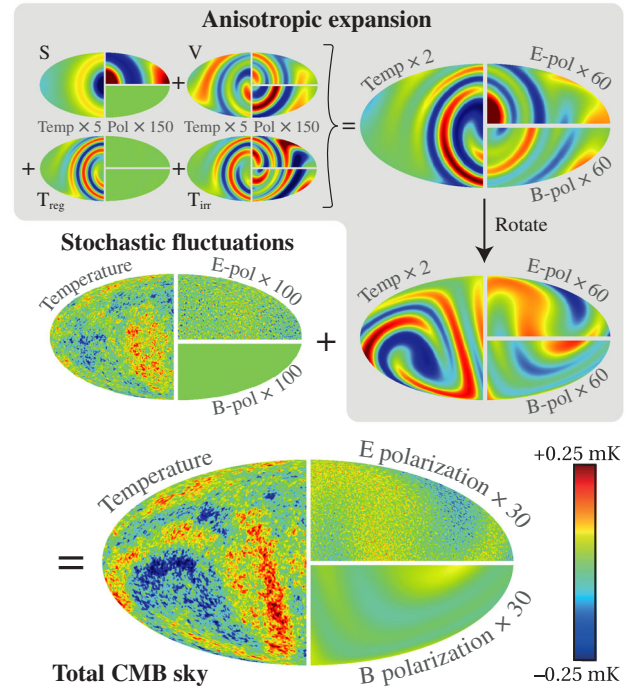 Anisotropic expansion
S
V
+
Temp × 5 Pol × 150
Temp × 5 Pol × 150
+
+
T_reg
T_irr
=
Temp × 2
E-pol × 60
B-pol × 60
Rotate
Stochastic fluctuations
Temperature
E-pol × 100
B-pol × 100
+
Temp × 2
E-pol × 60
B-pol × 60
=
Temperature
E polarization × 30
B polarization × 30
Total CMB sky
+0.25 mK
−0.25 mK